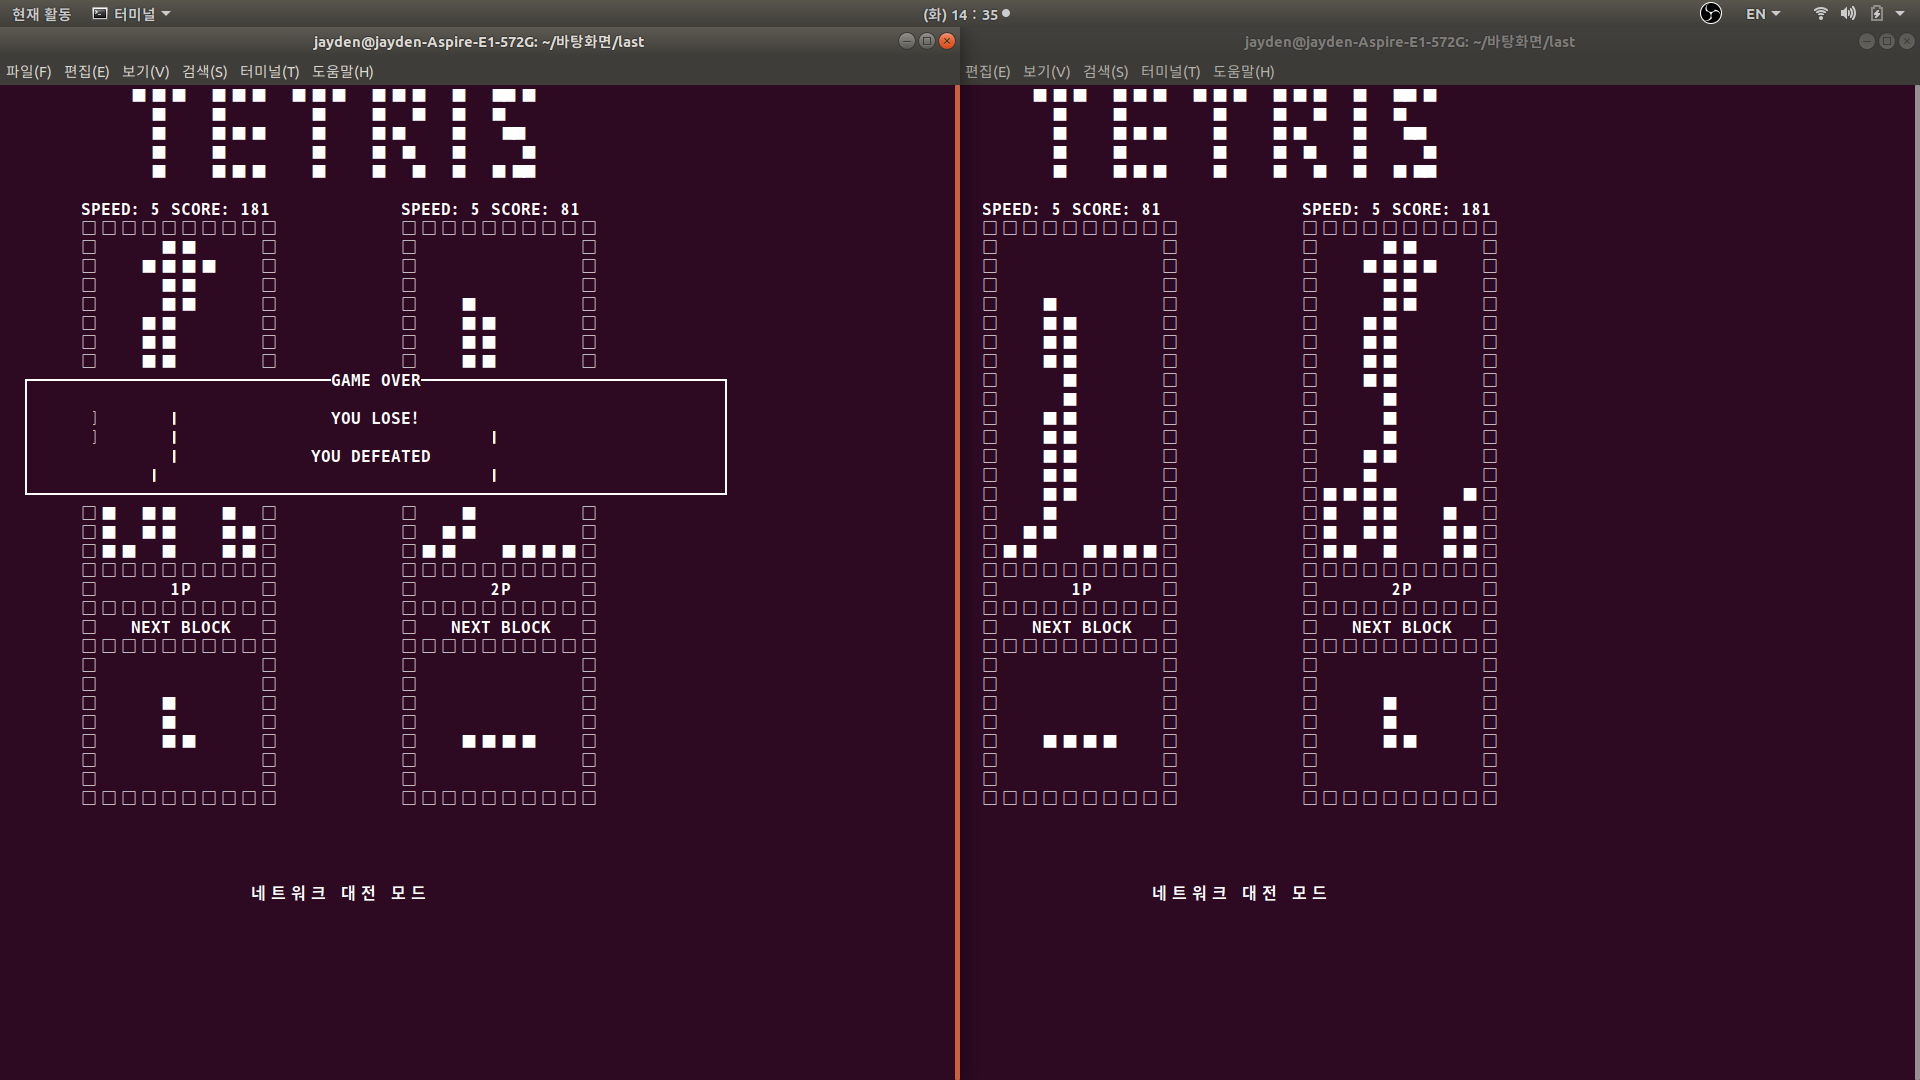 현재 활동 터미널 (화) 14 : 35 EN
jayden@jayden-Aspire-E1-572G: ~/바탕화면/last
파일(F) 편집(E) 보기(V) 검색(S) 터미널(T) 도움말(H)
TETRIS
SPEED: 5 SCORE: 181 SPEED: 5 SCORE: 81
GAME OVER
YOU LOSE!
YOU DEFEATED
1P 2P
NEXT BLOCK NEXT BLOCK
네트워크 대전 모드
jayden@jayden-Aspire-E1-572G: ~/바탕화면/last
편집(E) 보기(V) 검색(S) 터미널(T) 도움말(H)
TETRIS
SPEED: 5 SCORE: 81 SPEED: 5 SCORE: 181
1P 2P
NEXT BLOCK NEXT BLOCK
네트워크 대전 모드